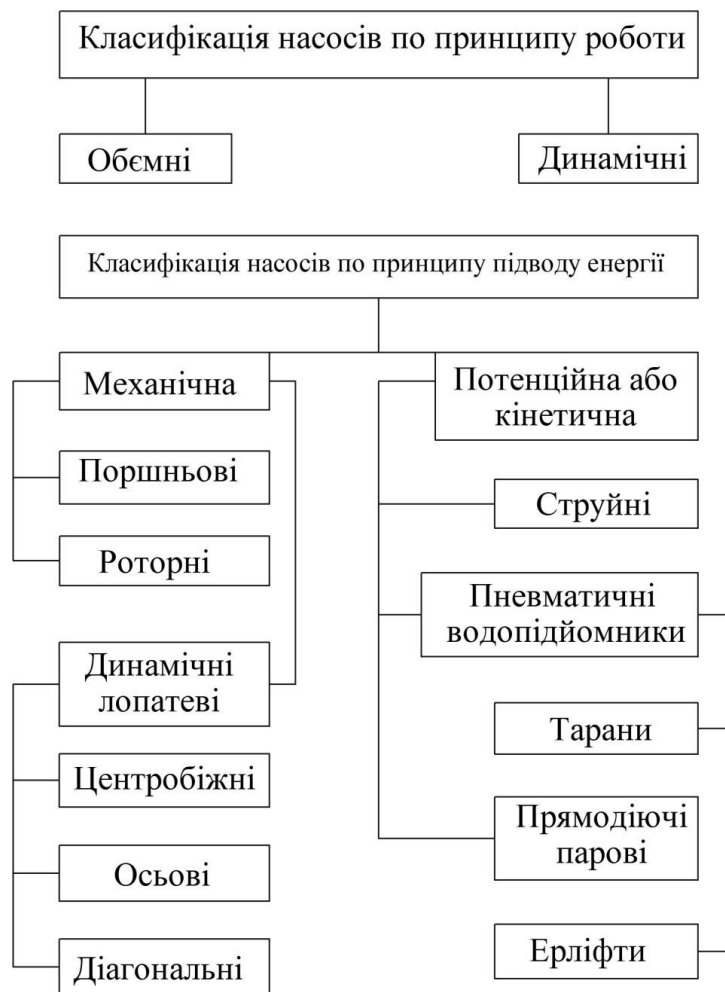 Класифікація насосів по принципу роботи
Обємні
Динамічні
Класифікація насосів по принципу підводу енергії
Механічна
Поршньові
Роторні
Динамічні
лопатеві
Центробіжні
Осьові
Діагональні
Потенційна або
кінетична
Струйні
Пневматичні
водопідйомники
Тарани
Прямодіючі
парові
Ерліфти